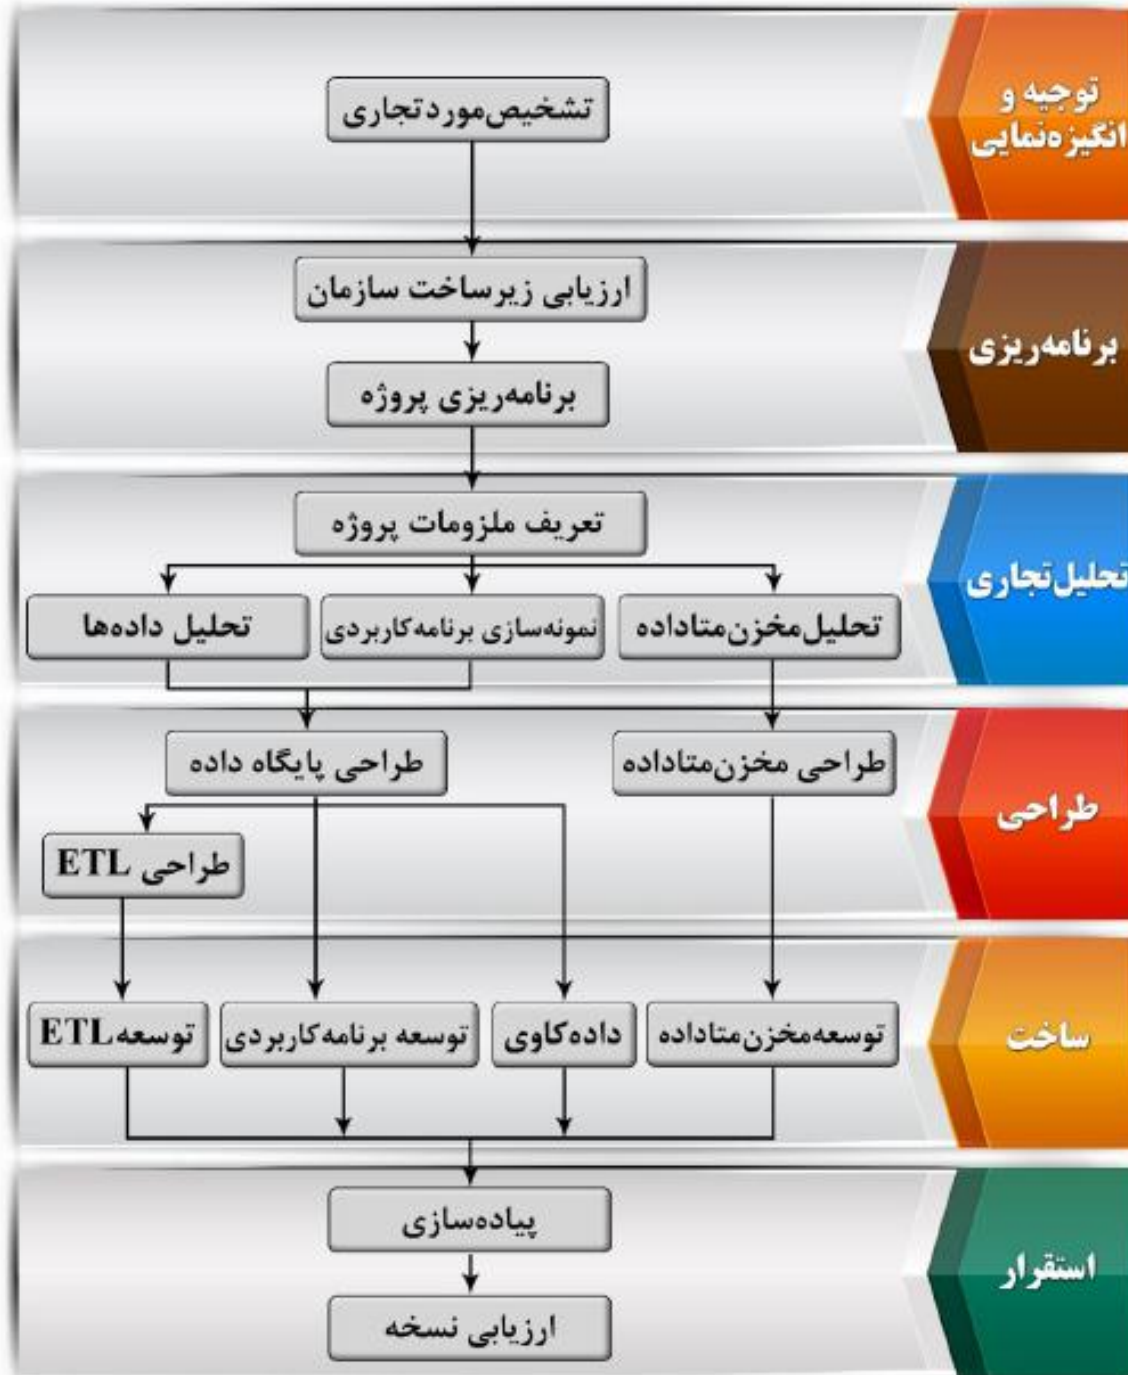 توجیه و
انگیزه‌نمایی
تشخیص‌مورد‌تجاری
برنامه‌ریزی
ارزیابی زیرساخت سازمان
برنامه‌ریزی پروژه
تحلیل‌تجاری
تعریف ملزومات پروژه
تحلیل‌مخزن‌متاداده
نمونه‌سازی برنامه‌کاربردی
تحلیل داده‌ها
طراحی
طراحی مخزن‌متاداده
طراحی پایگاه داده
طراحی ETL
ساخت
توسعه‌مخزن‌متاداده
داده‌کاوی
توسعه برنامه‌کاربردی
توسعه‌ETL
استقرار
پیاده‌سازی
ارزیابی نسخه